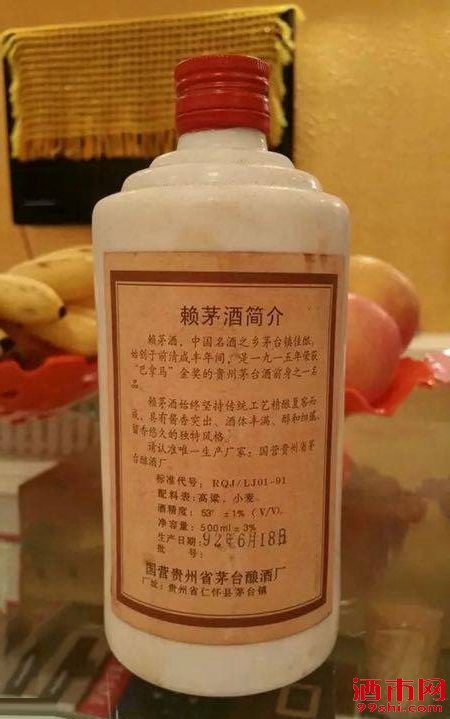 赖茅酒简介
赖茅酒，中国名酒之乡茅台镇佳酿，
始创于前清咸丰年间，是一九一五年荣获
“巴拿马”金奖的贵州茅台酒前身之一名
品。
赖茅酒始终坚持传统工艺精酿复窖而
成，具有酱香突出、酒体丰满、醇和细腻、
留香悠久的独特风格。
请认准唯一生产厂家：国营贵州省茅
台酿酒厂
标准代号： RQJ/LJ01-91
配料表：高粱、小麦。
酒精度： 53° ±1% （V/V）
净容量： 500ml±3%
生产日期： 92年6月18日
批 号：
国营贵州省茅台酿酒厂
厂址：贵州省仁怀县茅台镇
酒市网
99zhi.com